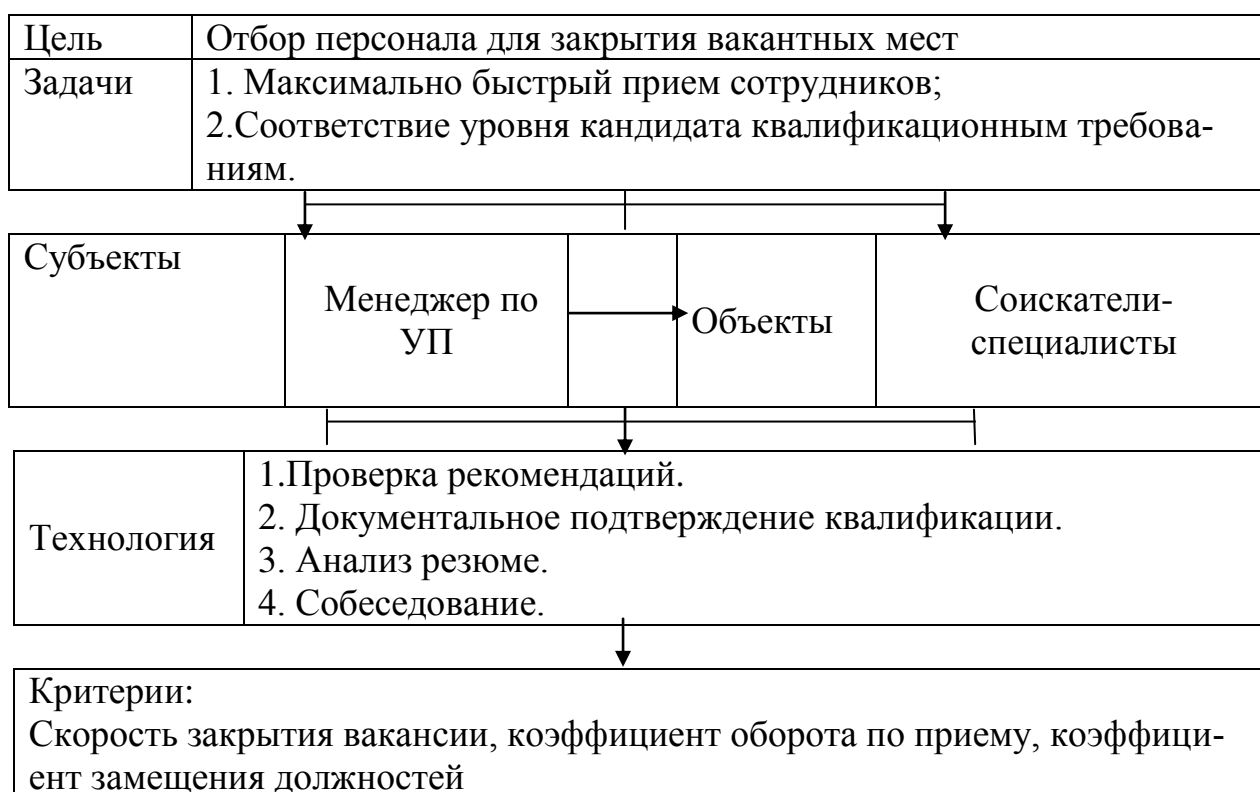 Цель Отбор персонала для закрытия вакантных мест
Задачи 1. Максимально быстрый прием сотрудников;
2.Соответствие уровня кандидата квалификационным требова-
ниям.
Субъекты
Менеджер по
УП
Объекты
Соискатели-
специалисты
Технология
1.Проверка рекомендаций.
2. Документальное подтверждение квалификации.
3. Анализ резюме.
4. Собеседование.
Критерии:
Скорость закрытия вакансии, коэффициент оборота по приему, коэффици-
ент замещения должностей